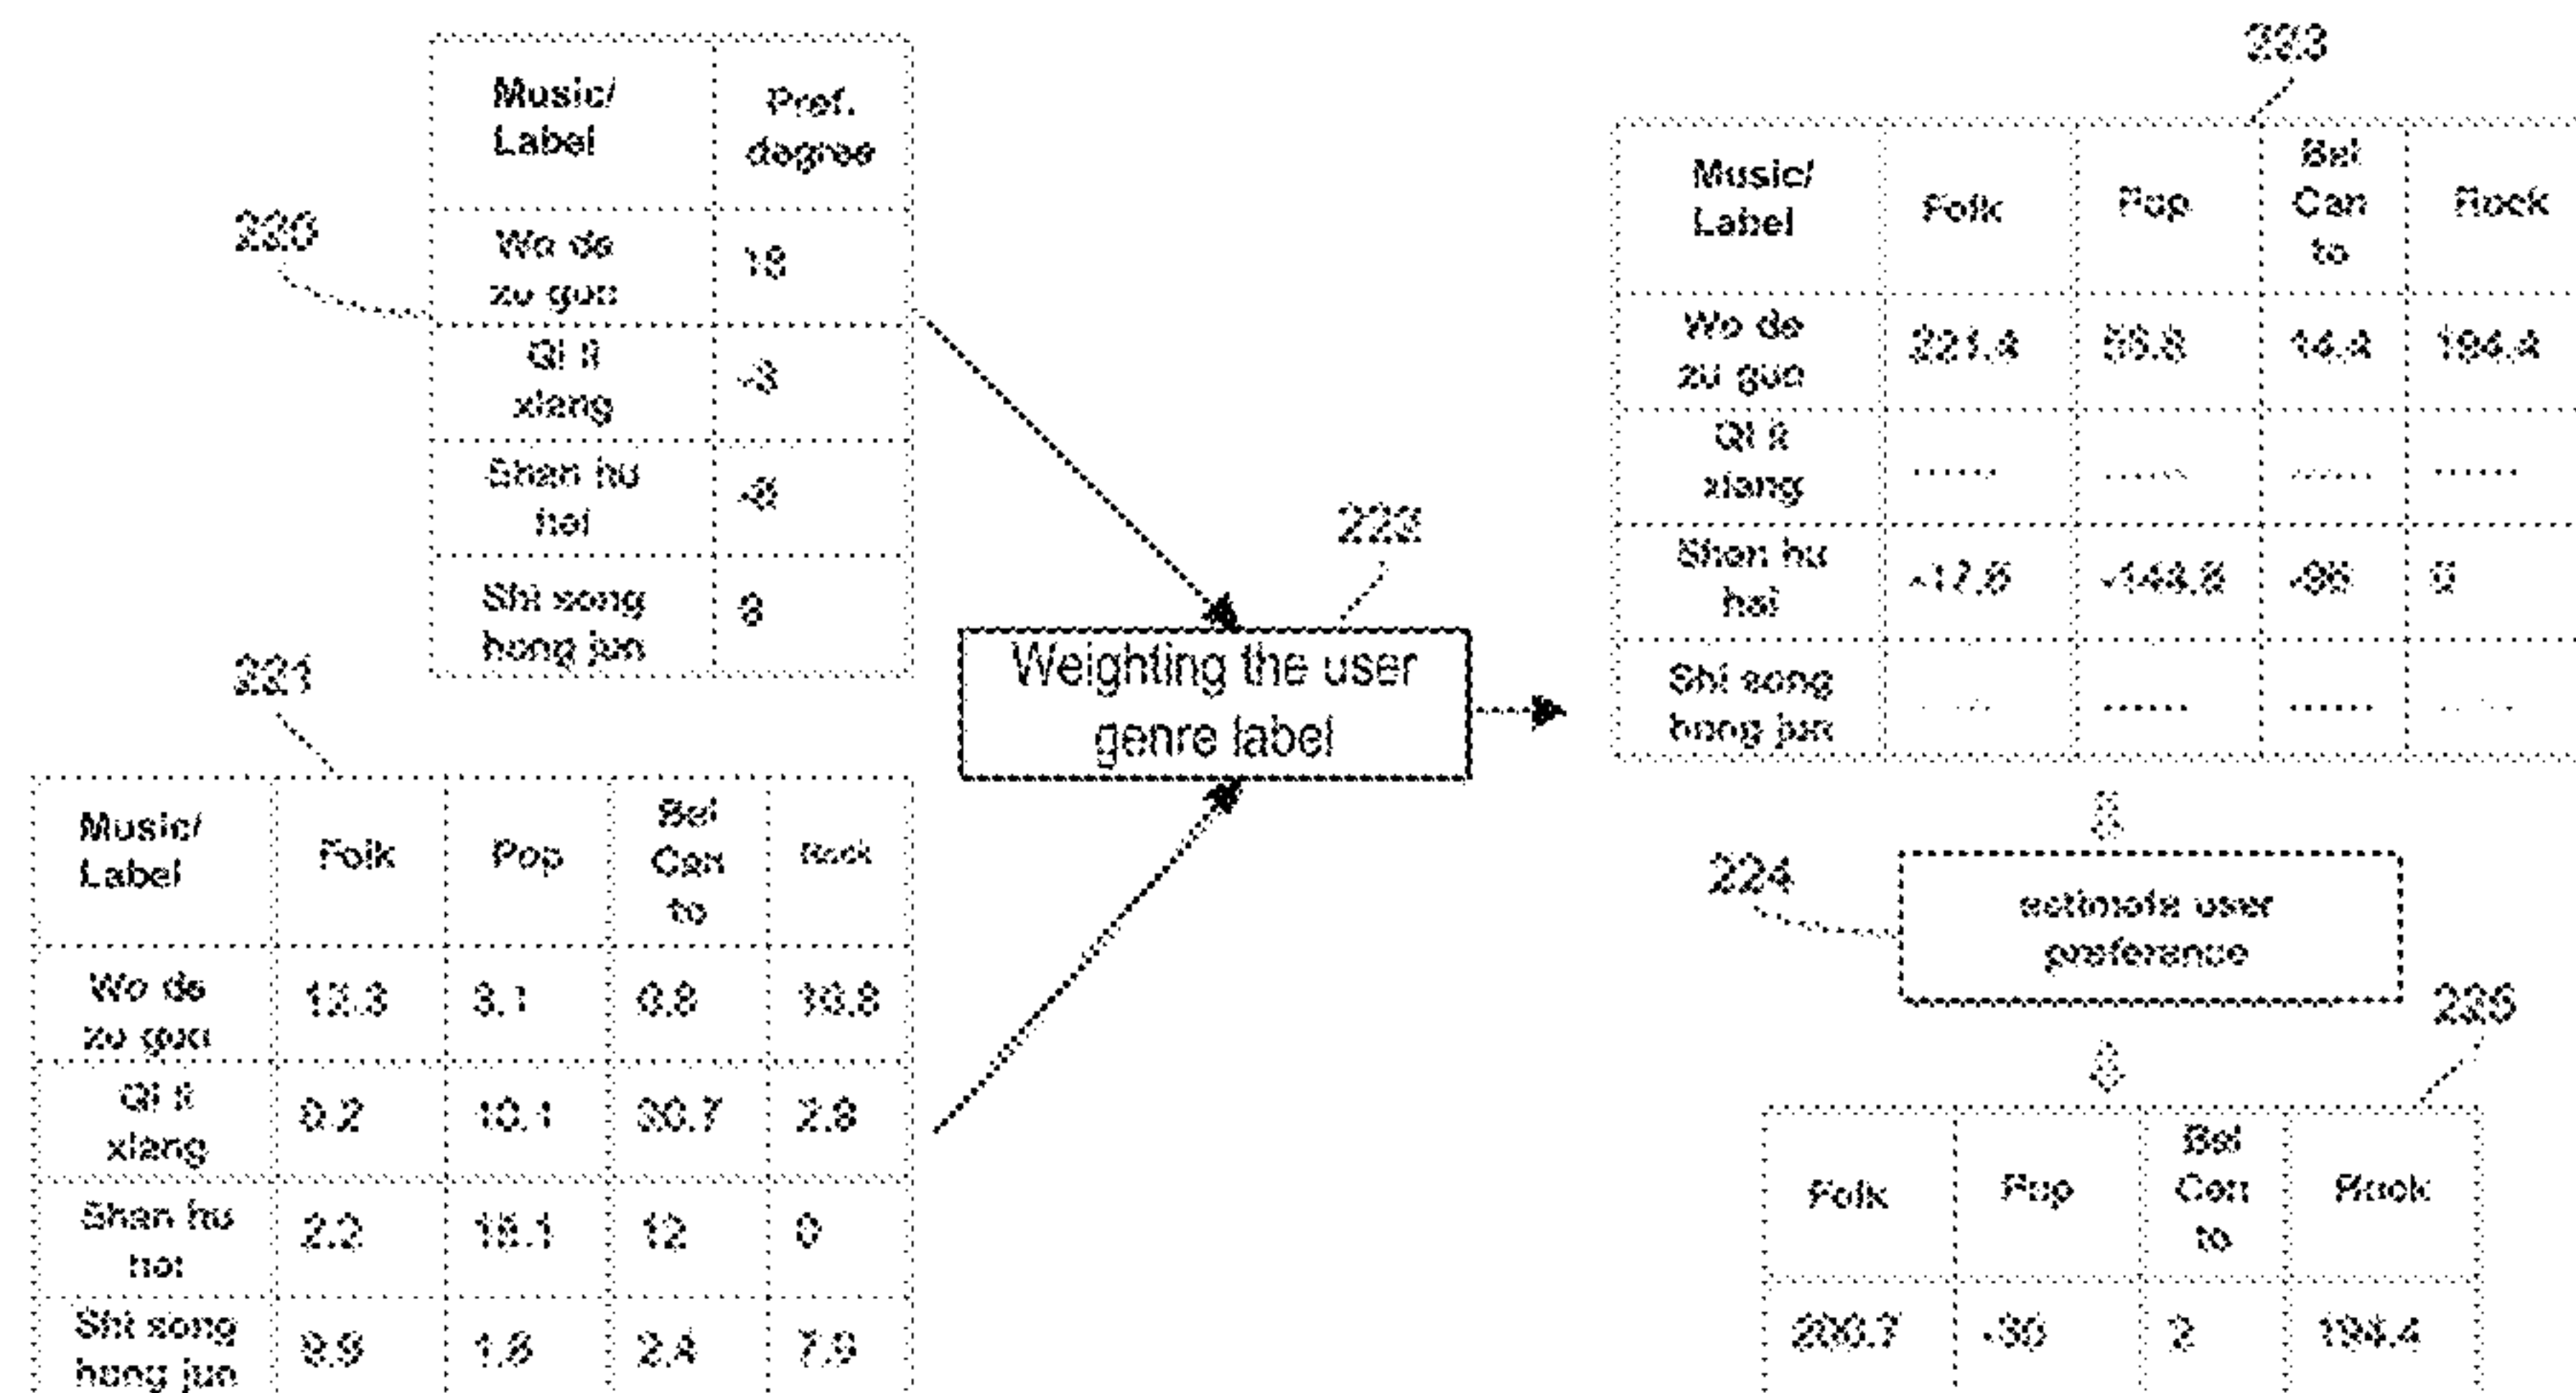 223
Music/
Label
Pref.
degree
Wo de
zu guo
18
Qi li
xiang
-3
Shan hu
hai
-8
Shi song
hong jun
220
Music/
Label
Folk
Pop
Bel
Can
to
Rock
Wo de
zu guo
221.4
55.8
14.4
194.4
Qi li
xiang
......
......
......
......
Shan hu
hai
-17.6
-144.8
-96
0
Shi song
hong jun
......
......
......
......
222
Weighting the user
genre label
221
Music/
Label
Folk
Pop
Bel
Can
to
Rock
Wo de
zu guo
12.3
3.1
0.8
10.8
Qi li
xiang
0.2
10.1
30.7
2.8
Shan hu
hai
2.2
18.1
12
0
Shi song
hong jun
1.8
2.4
7.9
224
estimate user
preference
225
Folk
Pop
Bel
Can
to
Rock
200.7
2
194.4